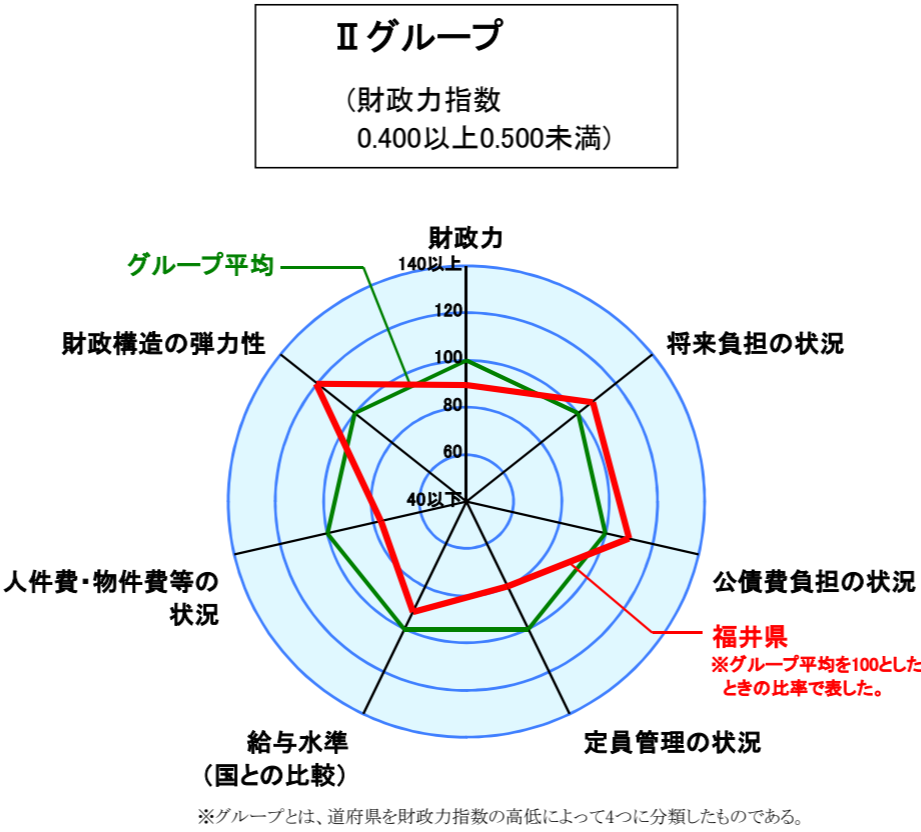 Ⅱグループ
（財政力指数
0.400以上0.500未満）
財政力
グループ平均
140以上
120
100
80
60
40以下
財政構造の弾力性
将来負担の状況
人件費・物件費等の
状況
公債費負担の状況
福井県
※グループ平均を100とした
ときの比率で表した。
給与水準
（国との比較）
定員管理の状況
※グループとは、道府県を財政力指数の高低によって4つに分類したものである。